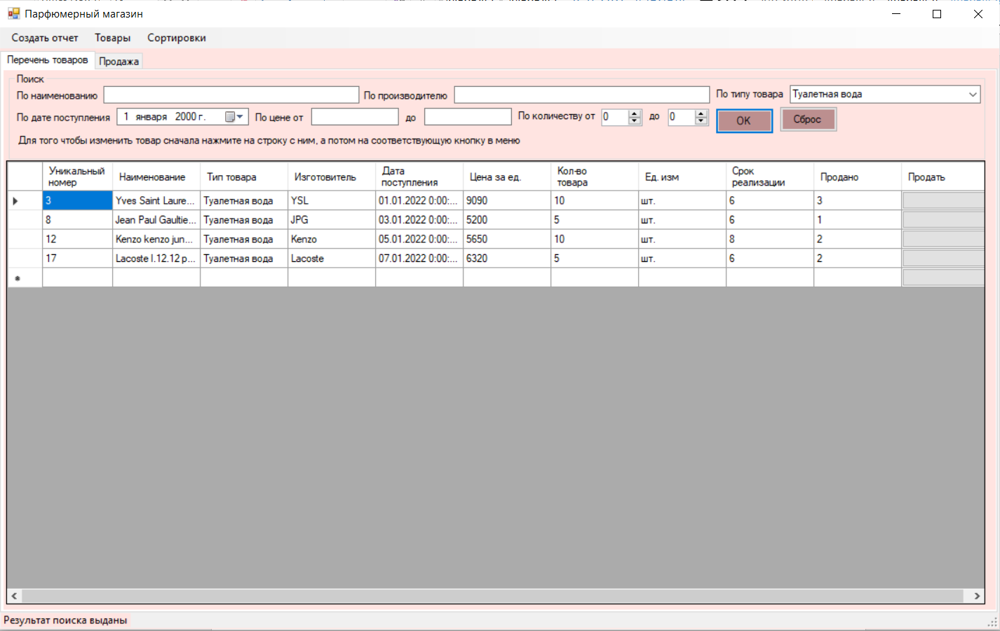 Парфюмерный магазин
Создать отчет Товары Сортировки
Перечень товаров Продажа
Поиск
По наименованию По производителю По типу товара Туалетная вода
По дате поступления 1 января 2000 г. По цене от до По количеству от 0 до 0 ОК Сброс
Для того чтобы изменить товар сначала нажмите на строку с ним, а потом на соответствующую кнопку в меню
Уникальный номер Наименование Тип товара Изготовитель Дата поступления Цена за ед. Кол-во товара Ед. изм Срок реализации Продано Продать
3 Yves Saint Laure... Туалетная вода YSL 01.01.2022 0:00:... 9090 10 шт. 6 3
8 Jean Paul Gaultie... Туалетная вода JPG 03.01.2022 0:00:... 5200 5 шт. 6 1
12 Kenzo kenzo jun... Туалетная вода Kenzo 05.01.2022 0:00:... 5650 10 шт. 8 2
17 Lacoste l.12.12 p... Туалетная вода Lacoste 07.01.2022 0:00:... 6320 5 шт. 6 2
Результат поиска выданы